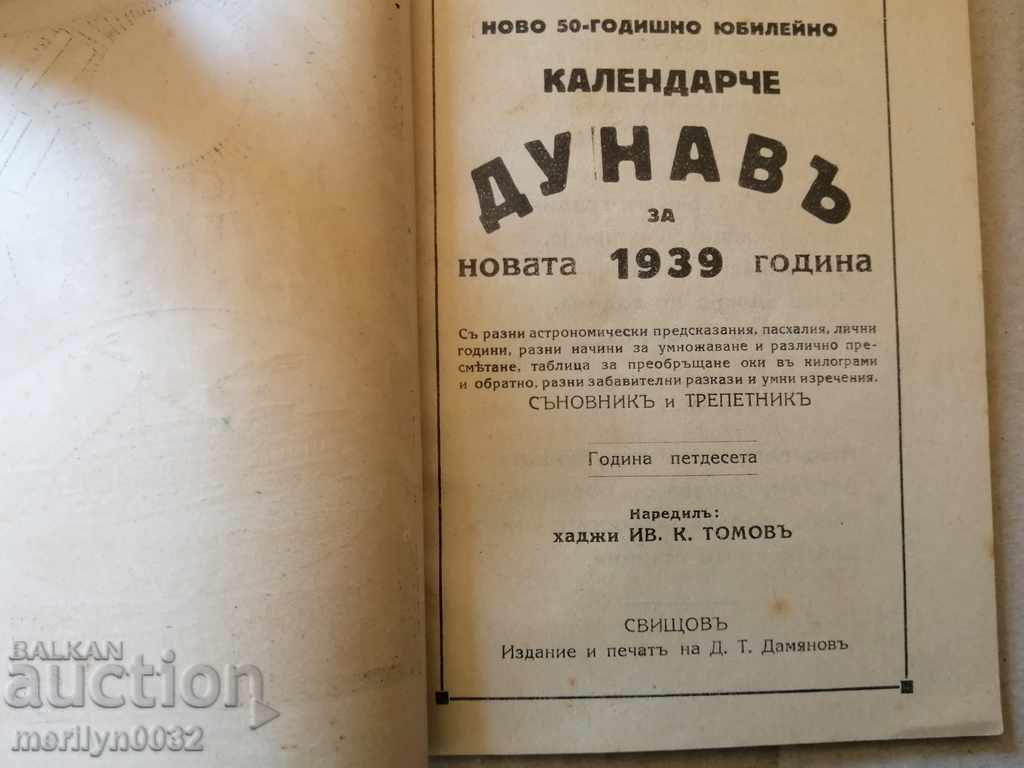 НОВО 50-ГОДИШНО ЮБИЛЕЙНО
КАЛЕНДАРЧЕ
ДУНАВЪ
ЗА
НОВАТА 1939 ГОДИНА
Съ разни астрономически предсказания, пасхалия, лични
години, разни начини за умножаване и различно пре-
смѣтане, таблица за преобръщане оки въ килограми
и обратно, разни забавителни разкази и умни изречения.
СЪНОВНИКЪ и ТРЕПЕТНИКЪ
Година петдесета
Наредилъ:
хаджи ИВ. К. ТОМОВЪ
СВИЩОВЪ
Издание и печатъ на Д. Т. Дамяновъ
BALKAN
auction
merilyn0032